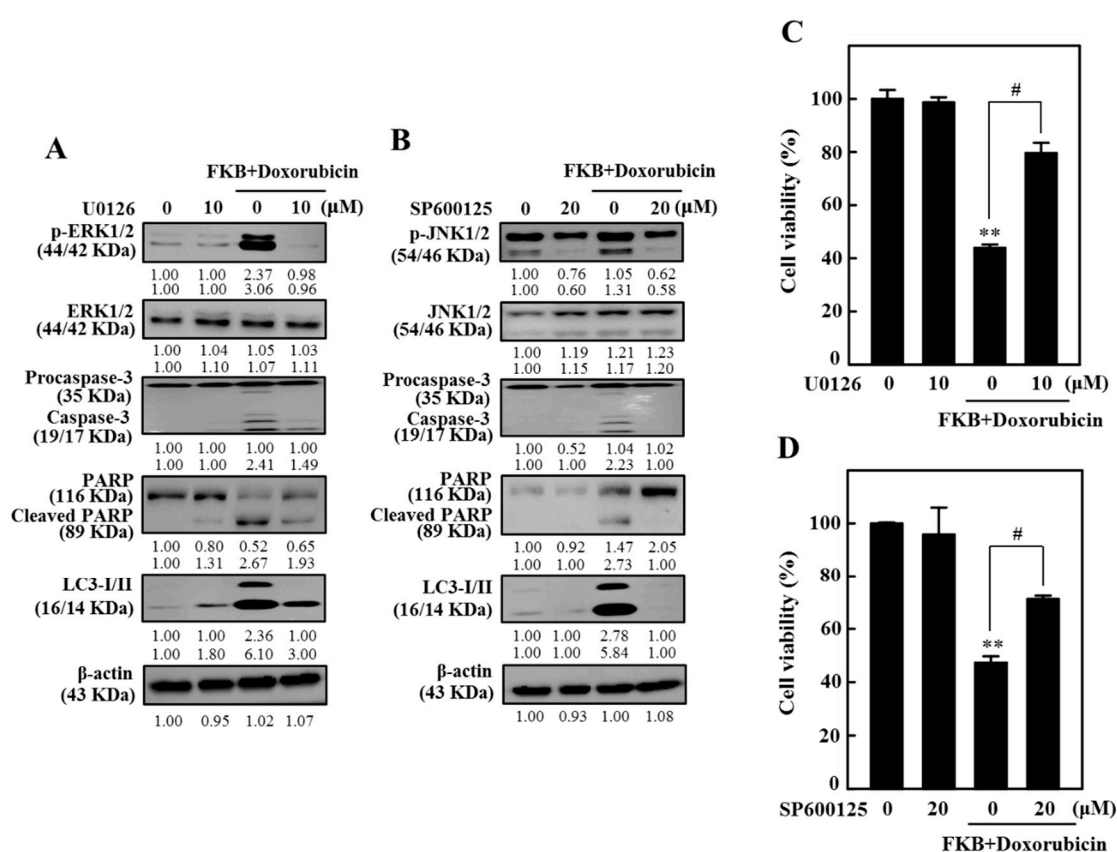 A
FKB+Doxorubicin
U0126 0 10 0 10 (μM)
p-ERK1/2
(44/42 KDa)
1.00 1.00 2.37 0.98
1.00 1.00 3.06 0.96
ERK1/2
(44/42 KDa)
1.00 1.04 1.05 1.03
1.00 1.10 1.07 1.11
Procaspase-3
(35 KDa)
Caspase-3
(19/17 KDa)
1.00 1.00 1.00 1.00
1.00 1.00 2.41 1.49
PARP
(116 KDa)
Cleaved PARP
(89 KDa)
1.00 0.80 0.52 0.65
1.00 1.31 2.67 1.93
LC3-I/II
(16/14 KDa)
1.00 1.00 2.36 1.00
1.00 1.80 6.10 3.00
β-actin
(43 KDa)
1.00 0.95 1.02 1.07
B
FKB+Doxorubicin
SP600125 0 20 0 20 (μM)
p-JNK1/2
(54/46 KDa)
1.00 0.76 1.05 0.62
1.00 0.60 1.31 0.58
JNK1/2
(54/46 KDa)
1.00 1.19 1.21 1.23
1.00 1.15 1.17 1.20
Procaspase-3
(35 KDa)
Caspase-3
(19/17 KDa)
1.00 0.52 1.04 1.02
1.00 1.00 2.23 1.00
PARP
(116 KDa)
Cleaved PARP
(89 KDa)
1.00 0.92 1.47 2.05
1.00 1.00 2.73 1.00
LC3-I/II
(16/14 KDa)
1.00 1.00 2.78 1.00
1.00 1.00 5.84 1.00
β-actin
(43 KDa)
1.00 0.93 1.00 1.08
C
Cell viability (%)
100
80
60
40
20
0
#
**
U0126 0 10 0 10 (μM)
FKB+Doxorubicin
D
Cell viability (%)
100
80
60
40
20
0
#
**
SP600125 0 20 0 20 (μM)
FKB+Doxorubicin